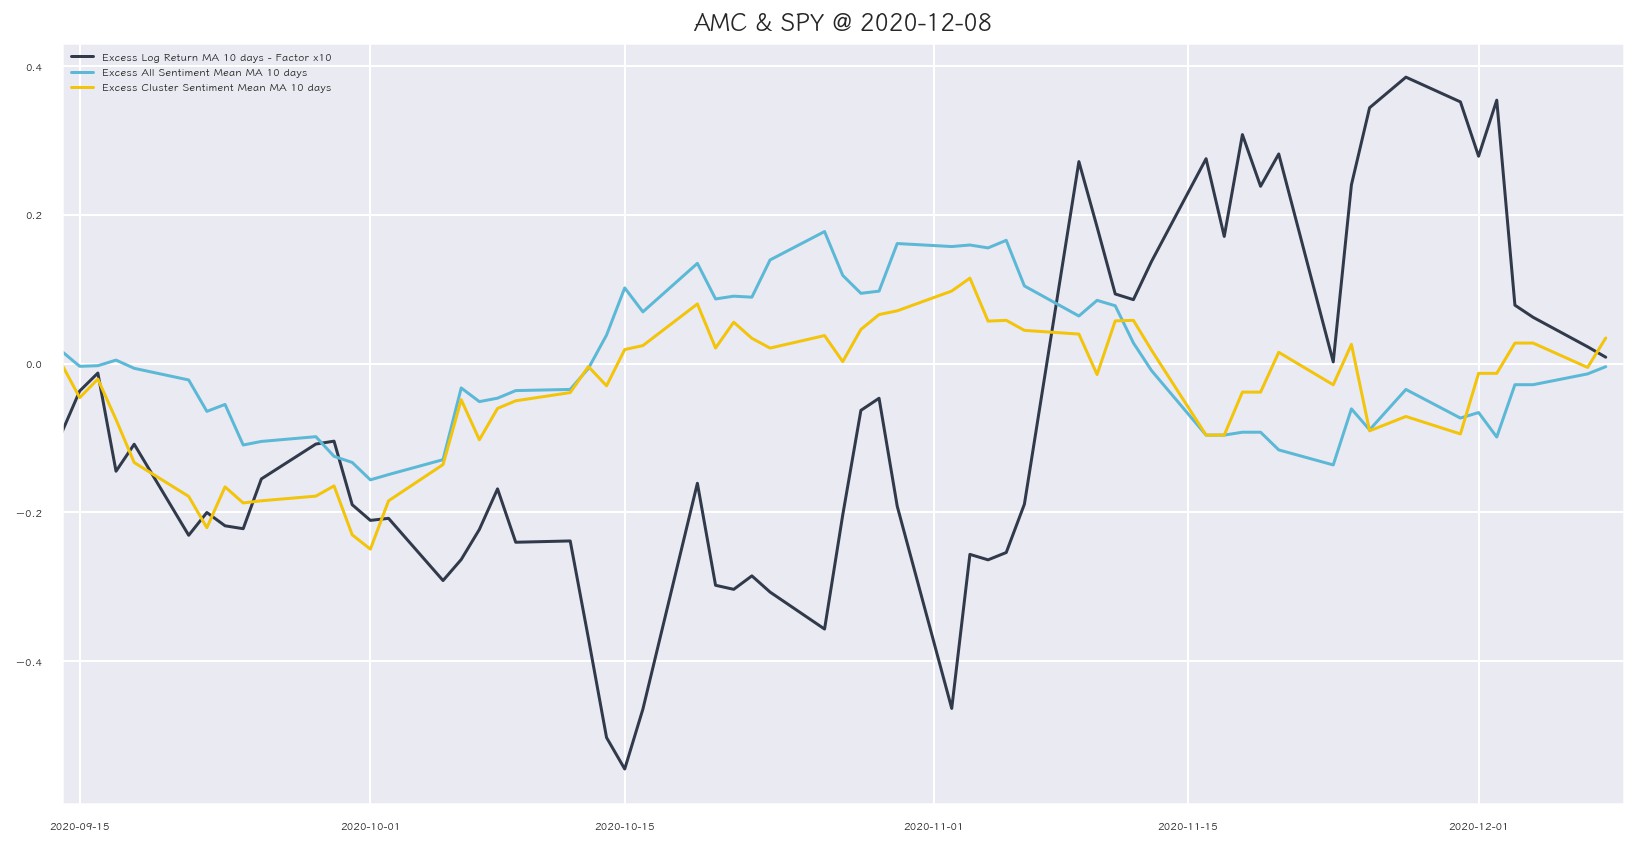 AMC & SPY @ 2020-12-08
Excess Log Return MA 10 days - Factor x10
Excess All Sentiment Mean MA 10 days
Excess Cluster Sentiment Mean MA 10 days
0.4
0.2
0.0
−0.2
−0.4
2020-09-15 2020-10-01 2020-10-15 2020-11-01 2020-11-15 2020-12-01